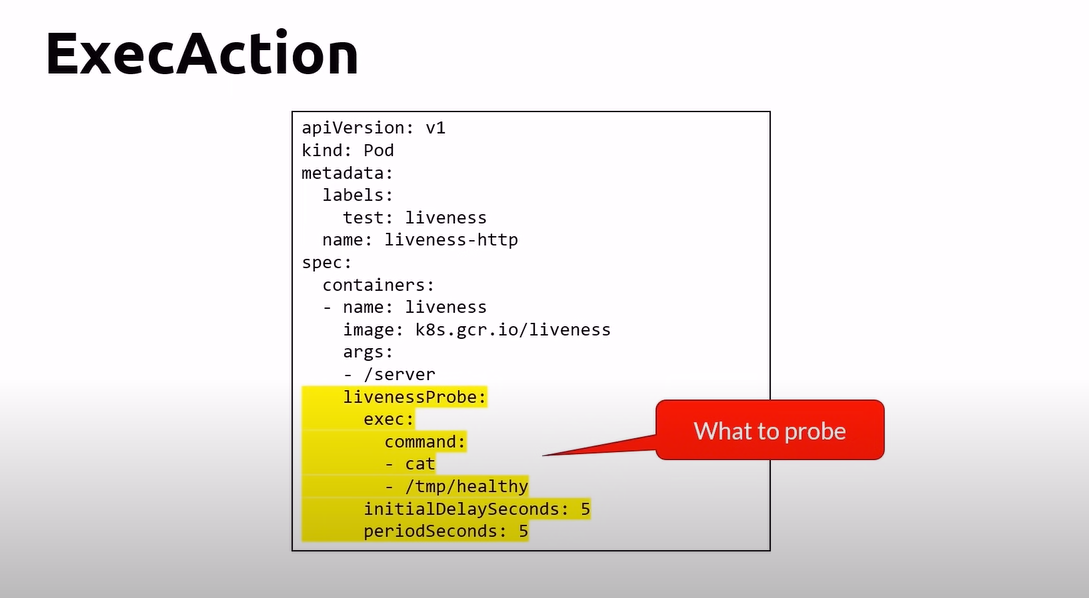 ExecAction
apiVersion: v1
kind: Pod
metadata:
  labels:
    test: liveness
  name: liveness-http
spec:
  containers:
  - name: liveness
    image: k8s.gcr.io/liveness
    args:
    - /server
    livenessProbe:
      exec:
        command:
        - cat
        - /tmp/healthy
      initialDelaySeconds: 5
      periodSeconds: 5
What to probe